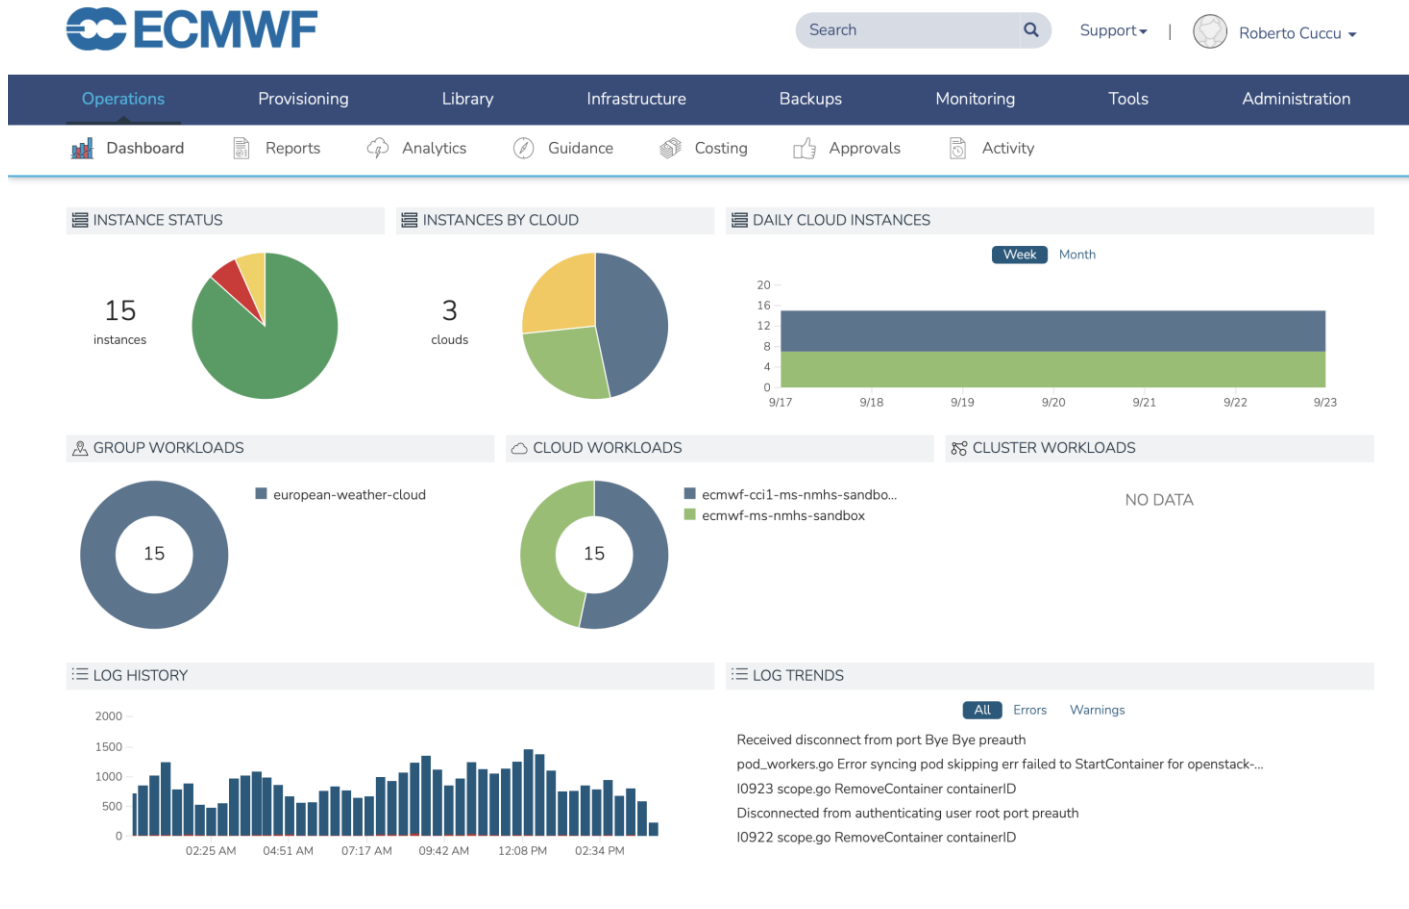 ECMWF
Search
Support
|
Roberto Cuccu
Operations Provisioning Library Infrastructure Backups Monitoring Tools Administration
Dashboard Reports Analytics Guidance Costing Approvals Activity
INSTANCE STATUS
15
instances
INSTANCES BY CLOUD
3
clouds
DAILY CLOUD INSTANCES
Week Month
20
16
12
8
4
0
9/17 9/18 9/19 9/20 9/21 9/22 9/23
GROUP WORKLOADS
15
european-weather-cloud
CLOUD WORKLOADS
15
ecmwf-cci1-ms-nmhs-sandbo...
ecmwf-ms-nmhs-sandbox
CLUSTER WORKLOADS
NO DATA
LOG HISTORY
2000
1500
1000
500
0
02:25 AM 04:51 AM 07:17 AM 09:42 AM 12:08 PM 02:34 PM
LOG TRENDS
All Errors Warnings
Received disconnect from port Bye Bye preauth
pod_workers.go Error syncing pod skipping err failed to StartContainer for openstack-...
I0923 scope.go RemoveContainer containerID
Disconnected from authenticating user root port preauth
I0922 scope.go RemoveContainer containerID